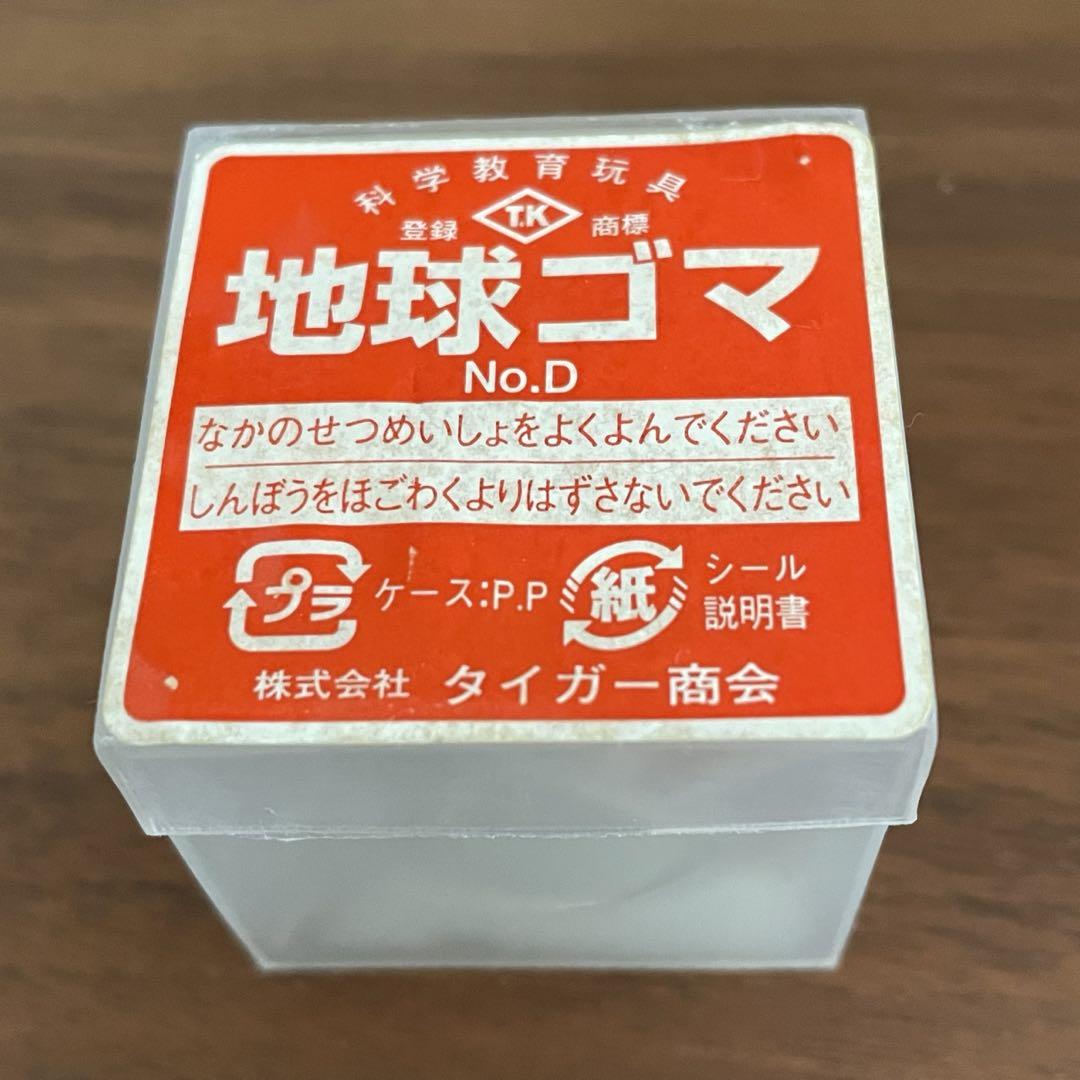 科学教育玩具
登録 T.K 商標
地球ゴマ
No.D
なかのせつめいしょをよくよんでください
しんぼうをほごわくよりはずさないでください
プラ ケース:P.P 紙 シール
説明書
株式会社 タイガー商会